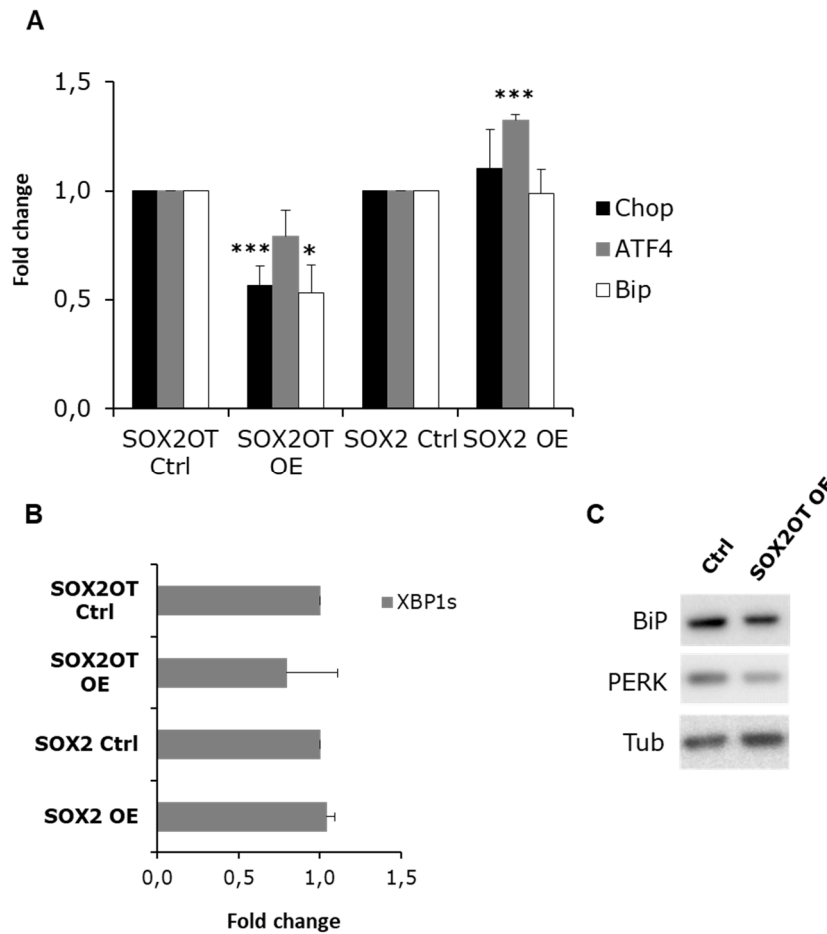 A
Fold change
1,5
1,0
0,5
0,0
***
*
***
SOX2OT
Ctrl
SOX2OT
OE
SOX2 Ctrl
SOX2 OE
Chop
ATF4
Bip
B
SOX2OT
Ctrl
SOX2OT
OE
SOX2 Ctrl
SOX2 OE
XBP1s
0,0 0,5 1,0 1,5
Fold change
C
Ctrl
SOX2OT OE
BiP
PERK
Tub